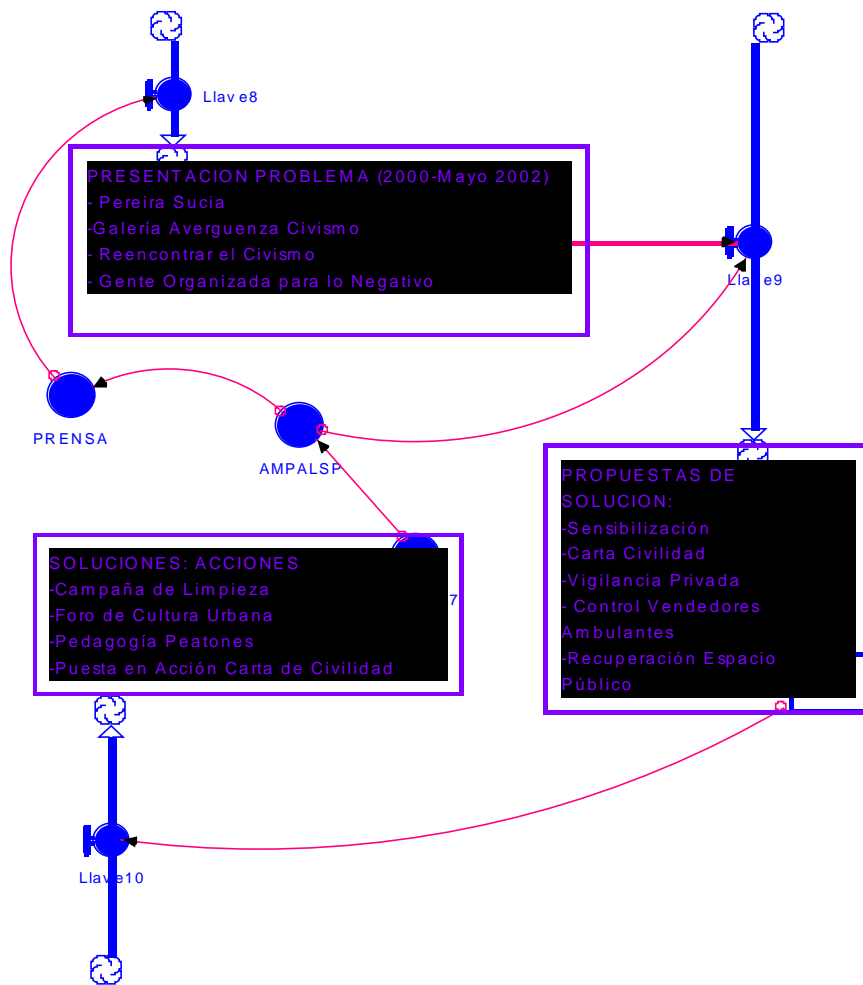 Llave8
PRESENTACION PROBLEMA (2000-Mayo 2002)
- Pereira Sucia
-Galería Averguenza Civismo
- Reencontrar el Civismo
- Gente Organizada para lo Negativo
Llave9
PRENSA
AMPALSP
PROPUESTAS DE
SOLUCION:
-Sensibilización
-Carta Civilidad
-Vigilancia Privada
- Control Vendedores
Ambulantes
-Recuperación Espacio
Público
SOLUCIONES: ACCIONES
-Campaña de Limpieza
-Foro de Cultura Urbana
-Pedagogía Peatones
-Puesta en Acción Carta de Civilidad
7
Llave10